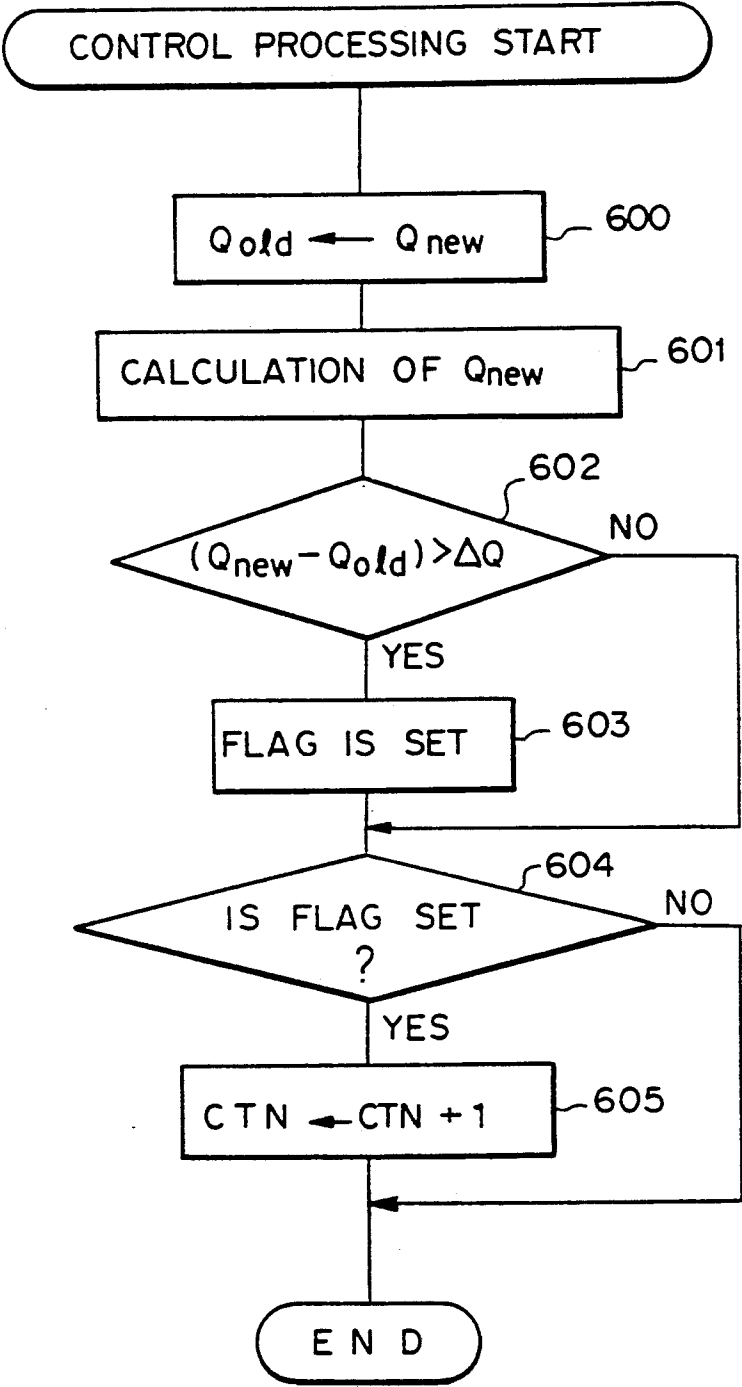 CONTROL PROCESSING START
Qold ← Qnew
600
CALCULATION OF Qnew
601
602
(Qnew − Qold) > ΔQ
NO
YES
FLAG IS SET
603
604
IS FLAG SET
?
NO
YES
CTN ← CTN + 1
605
END